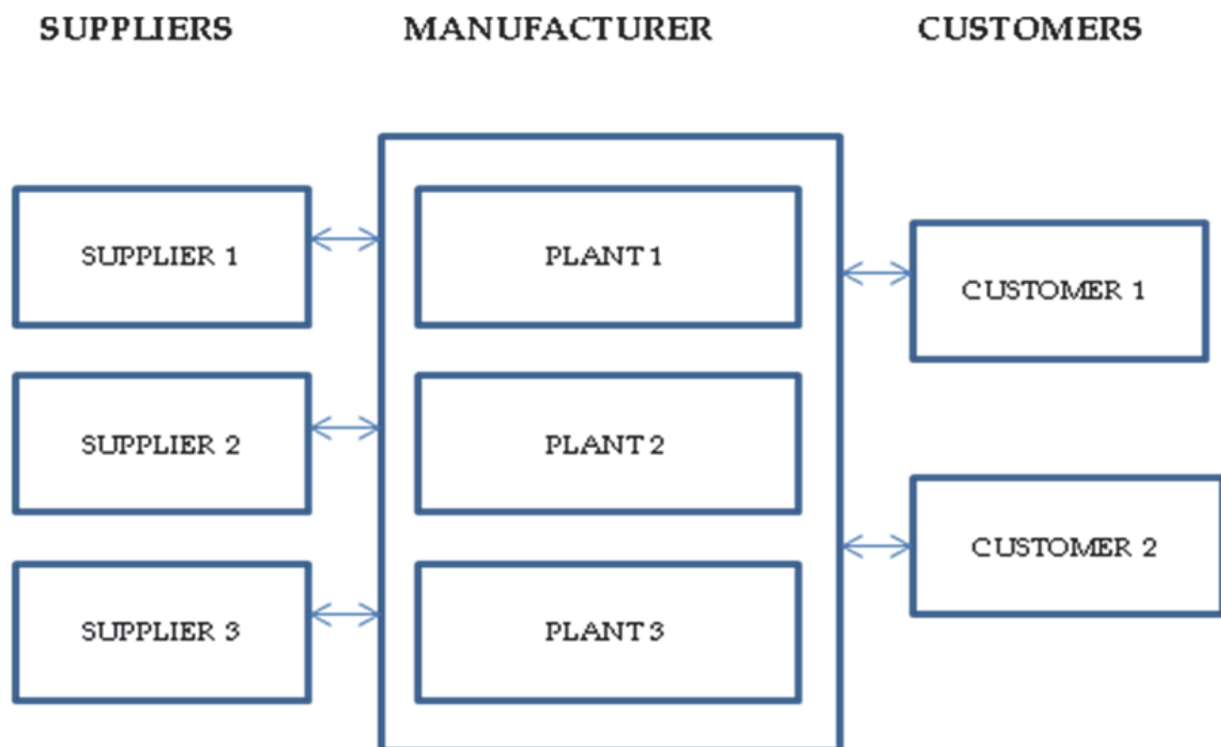 SUPPLIERS MANUFACTURER CUSTOMERS
SUPPLIER 1
PLANT 1
CUSTOMER 1
SUPPLIER 2
PLANT 2
CUSTOMER 2
SUPPLIER 3
PLANT 3